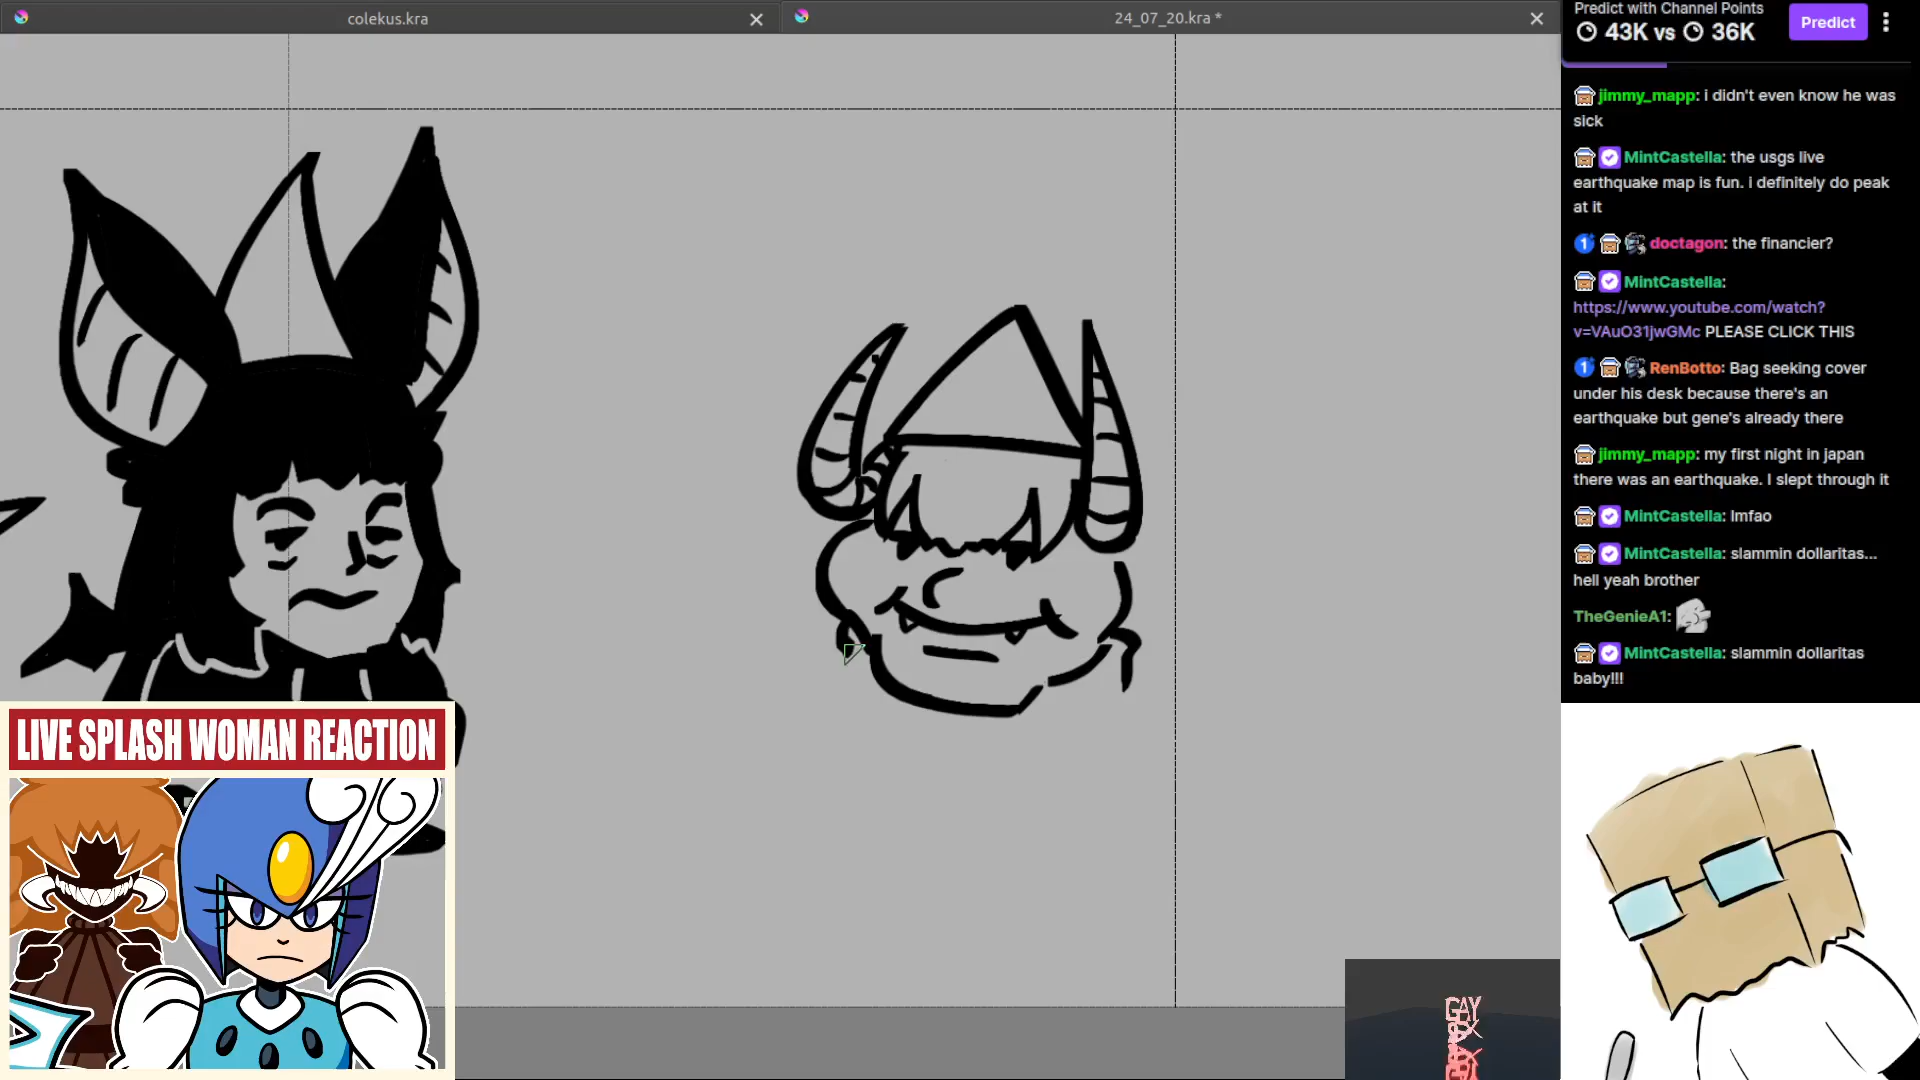 colekus.kra
24_07_20.kra *
Predict with Channel Points
43K vs 36K
Predict
jimmy_mapp: i didn't even know he was
sick
MintCastella: the usgs live
earthquake map is fun. i definitely do peak
at it
1 doctagon: the financier?
MintCastella:
https://www.youtube.com/watch?
v=VAuO31jwGMc PLEASE CLICK THIS
1 RenBotto: Bag seeking cover
under his desk because there's an
earthquake but gene's already there
jimmy_mapp: my first night in japan
there was an earthquake. I slept through it
MintCastella: lmfao
MintCastella: slammin dollaritas...
hell yeah brother
TheGenieA1:
MintCastella: slammin dollaritas
baby!!!
LIVE SPLASH WOMAN REACTION
GAY
SEX